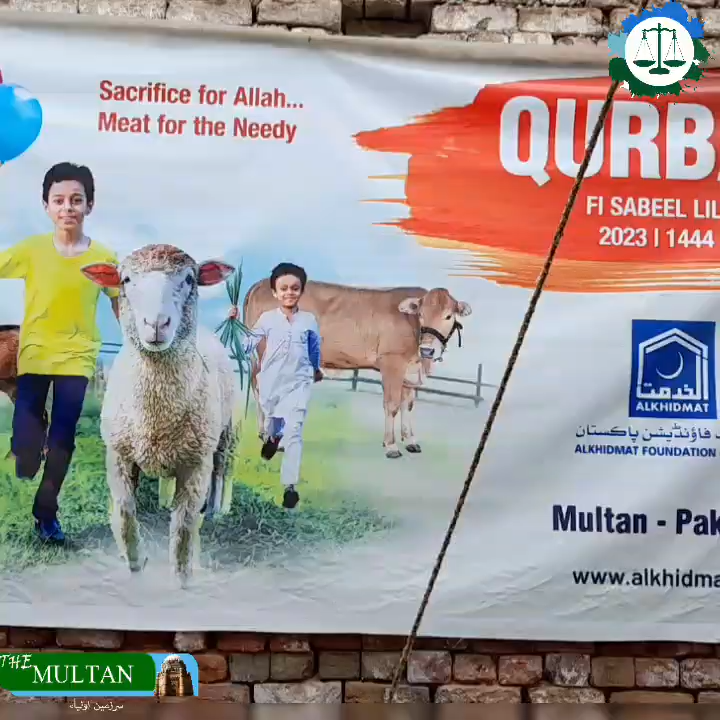 Sacrifice for Allah...
Meat for the Needy
QURB
FI SABEEL LIL
2023 | 1444
الخدمت
ALKHIDMAT
فاؤنڈیشن پاکستان
ALKHIDMAT FOUNDATION
Multan - Pak
www.alkhidma
THE
MULTAN
سرزمین اولیاء